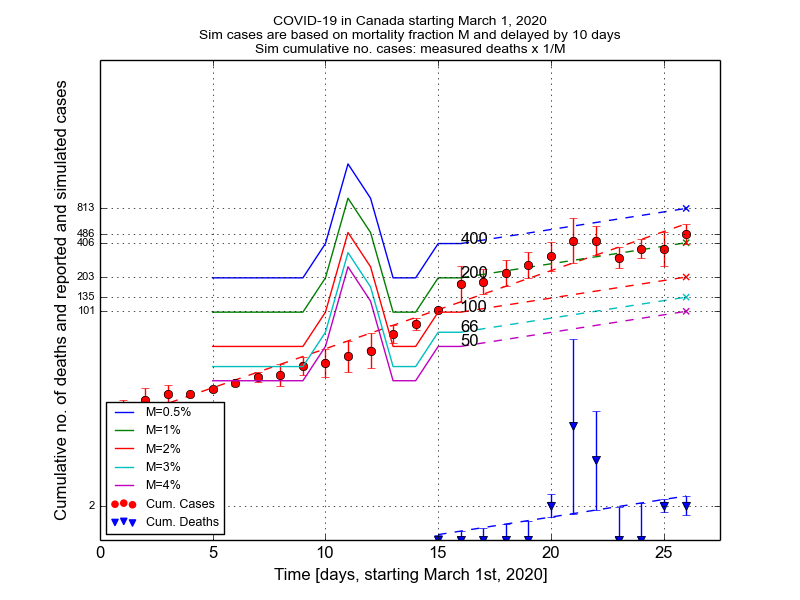 COVID-19 in Canada starting March 1, 2020
Sim cases are based on mortality fraction M and delayed by 10 days
Sim cumulative no. cases: measured deaths x 1/M
Cumulative no. of deaths and reported and simulated cases
813
486
406
203
135
101
2
400
200
100
66
50
M=0.5%
M=1%
M=2%
M=3%
M=4%
Cum. Cases
Cum. Deaths
0
5
10
15
20
25
Time [days, starting March 1st, 2020]